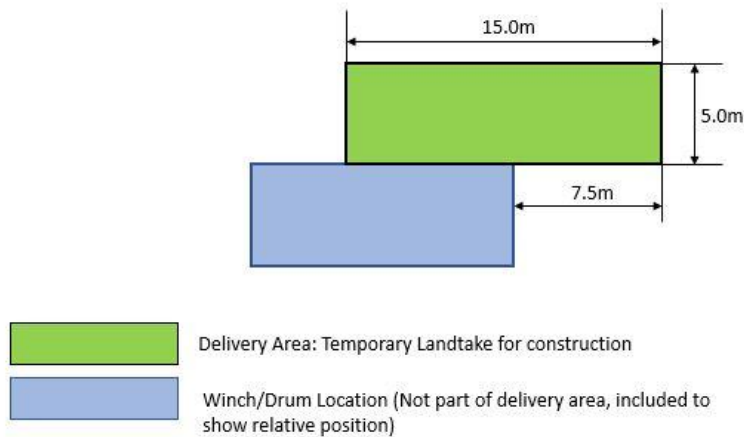 15.0m
5.0m
7.5m
Delivery Area: Temporary Landtake for construction
Winch/Drum Location (Not part of delivery area, included to
show relative position)